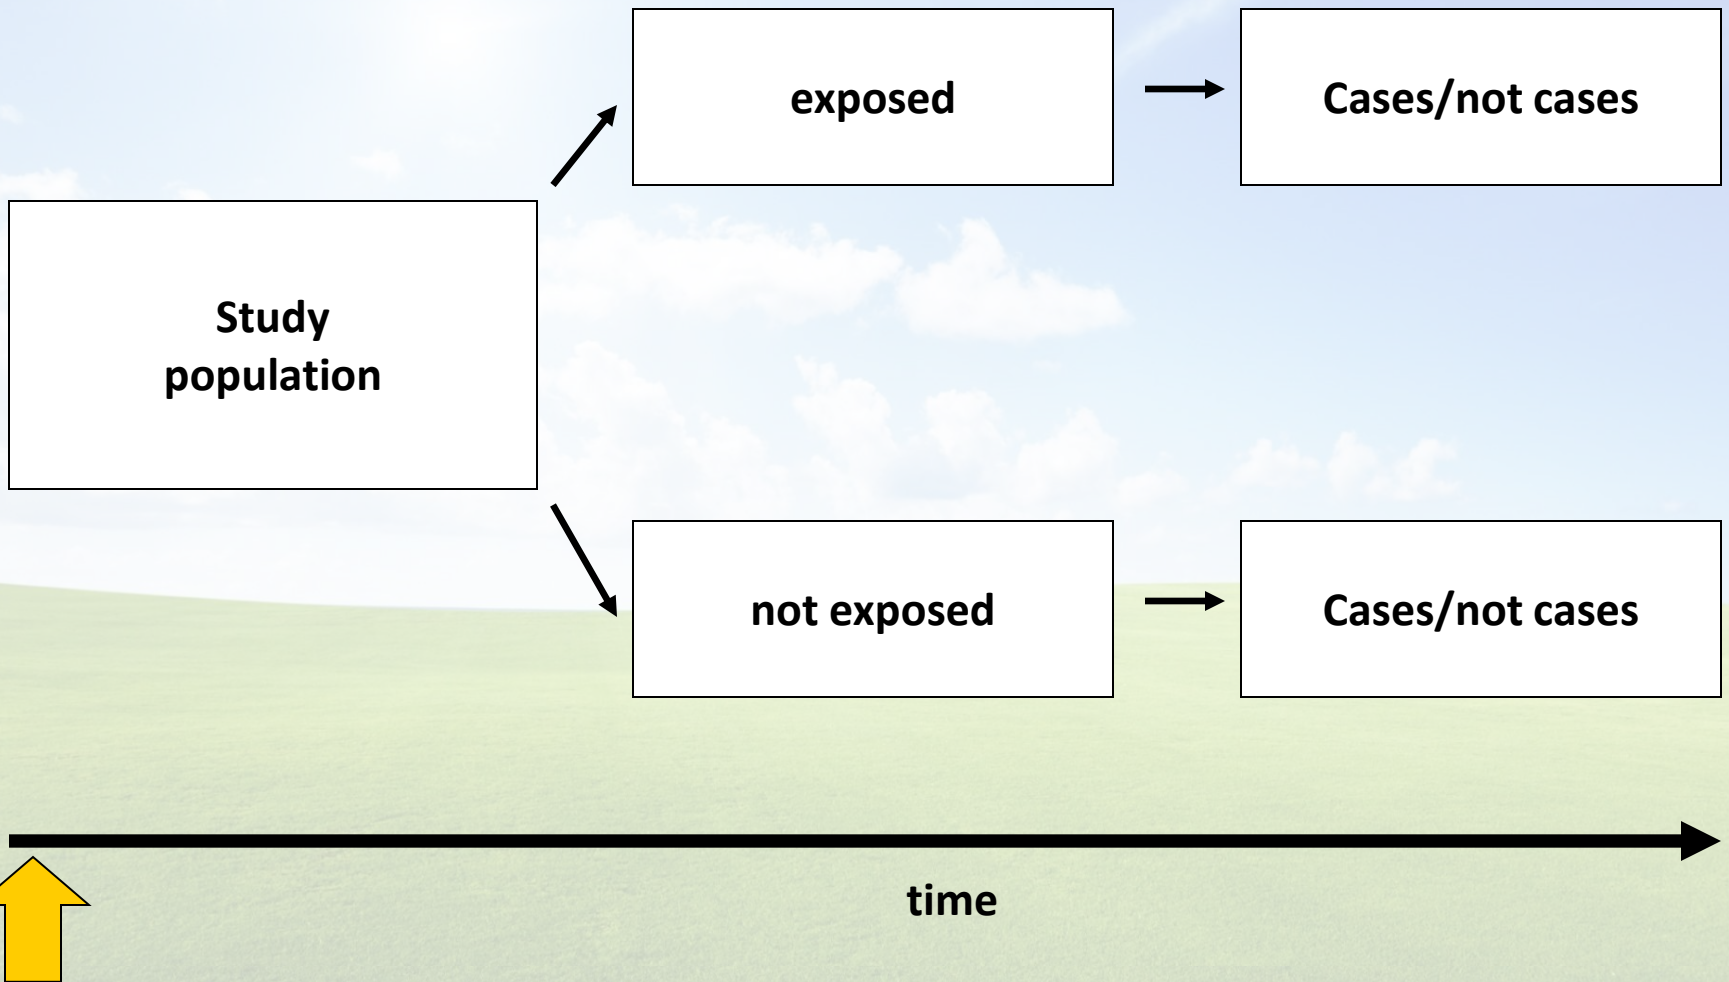 exposed
Cases/not cases
Study
population
not exposed
Cases/not cases
time